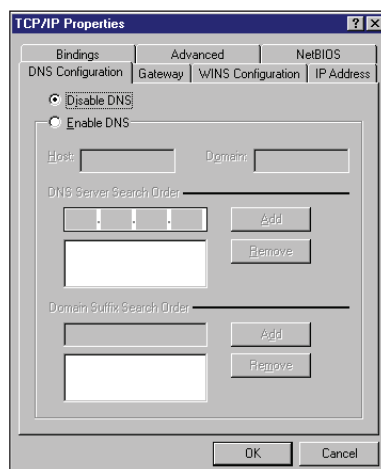 TCP/IP Properties
Bindings Advanced NetBIOS
DNS Configuration Gateway WINS Configuration IP Address
Disable DNS
Enable DNS
Host: Domain:
DNS Server Search Order
. . . Add
Remove
Domain Suffix Search Order
Add
Remove
OK Cancel